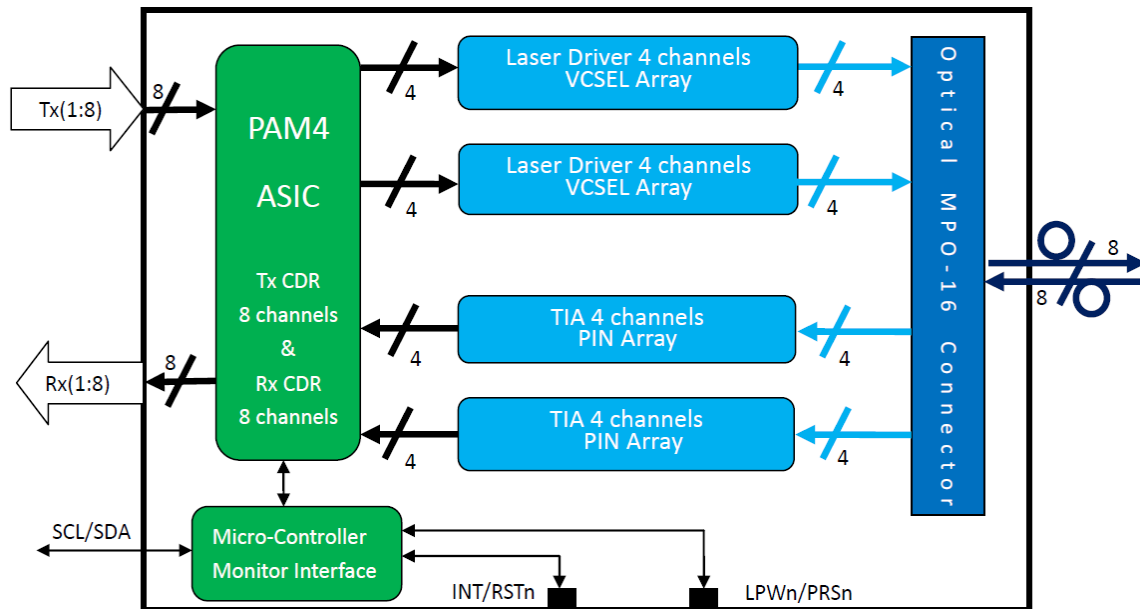 Tx(1:8)
8
PAM4
ASIC
Tx CDR
8 channels
&
Rx CDR
8 channels
Rx(1:8)
8
4
Laser Driver 4 channels
VCSEL Array
4
4
Laser Driver 4 channels
VCSEL Array
4
4
TIA 4 channels
PIN Array
4
4
TIA 4 channels
PIN Array
4
Optical MPO-16 Connector
8
8
SCL/SDA
Micro-Controller
Monitor Interface
INT/RSTn
LPWn/PRSn